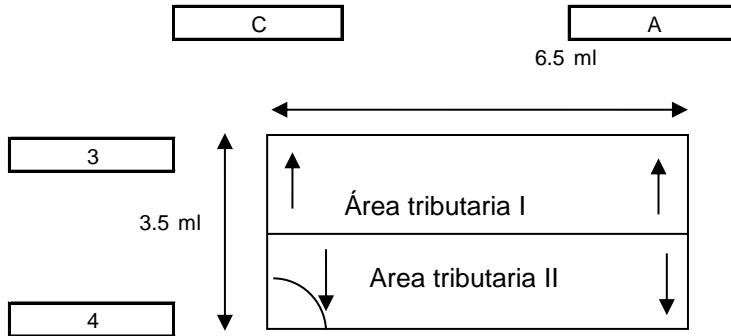 C
A
6.5 ml
3
Área tributaria I
3.5 ml
Area tributaria II
4